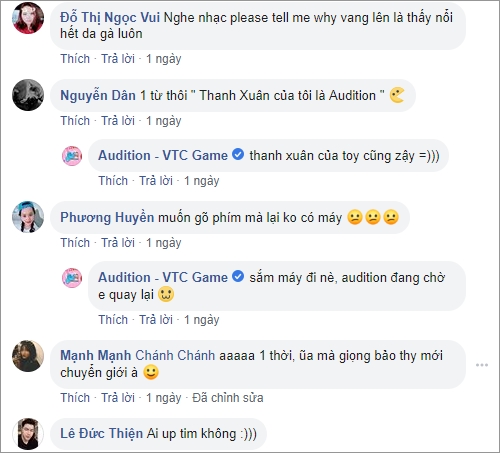 Đỗ Thị Ngọc Vui Nghe nhạc please tell me why vang lên là thấy nổi
hết da gà luôn
Thích · Trả lời · 1 ngày
Nguyễn Dân 1 từ thôi " Thanh Xuân của tôi là Audition "
Thích · Trả lời · 1 ngày
Audition - VTC Game thanh xuân của toy cũng zậy =)))
Thích · Trả lời · 1 ngày
Phương Huyền muốn gõ phím mà lại ko có máy 😕😕😕
Thích · Trả lời · 1 ngày
Audition - VTC Game sắm máy đi nè, audition đang chờ
e quay lại
Thích · Trả lời · 1 ngày
Mạnh Mạnh Chánh Chánh aaaaa 1 thời, ũa mà giọng bảo thy mới
chuyển giới à 🙂
Thích · Trả lời · 1 ngày · Đã chỉnh sửa
Lê Đức Thiện Ai up tim không :)))